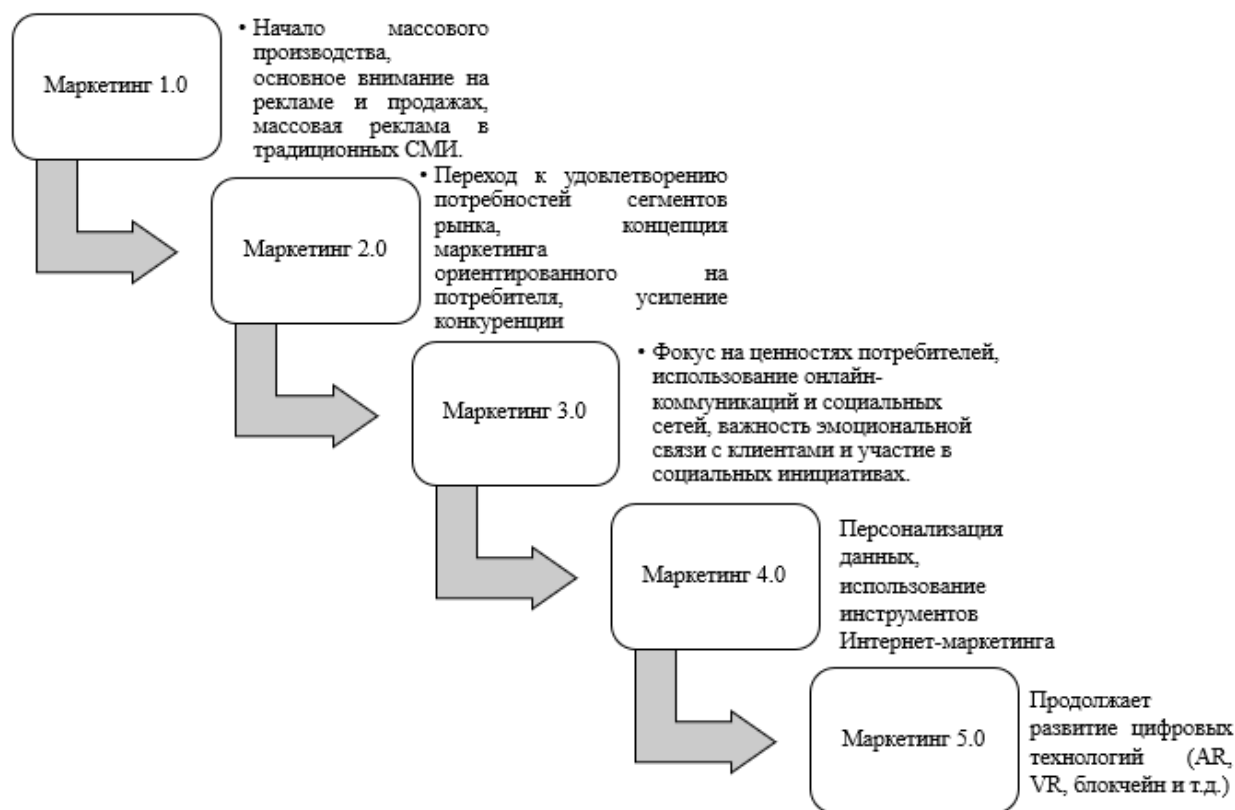 Маркетинг 1.0
• Начало массового
производства,
основное внимание на
рекламе и продажах,
массовая реклама в
традиционных СМИ.
Маркетинг 2.0
• Переход к удовлетворению
потребностей сегментов
рынка, концепция
маркетинга
ориентированного на
потребителя, усиление
конкуренции
Маркетинг 3.0
• Фокус на ценностях потребителей,
использование онлайн-
коммуникаций и социальных
сетей, важность эмоциональной
связи с клиентами и участие в
социальных инициативах.
Маркетинг 4.0
Персонализация
данных,
использование
инструментов
Интернет-маркетинга
Маркетинг 5.0
Продолжает
развитие цифровых
технологий (AR,
VR, блокчейн и т.д.)